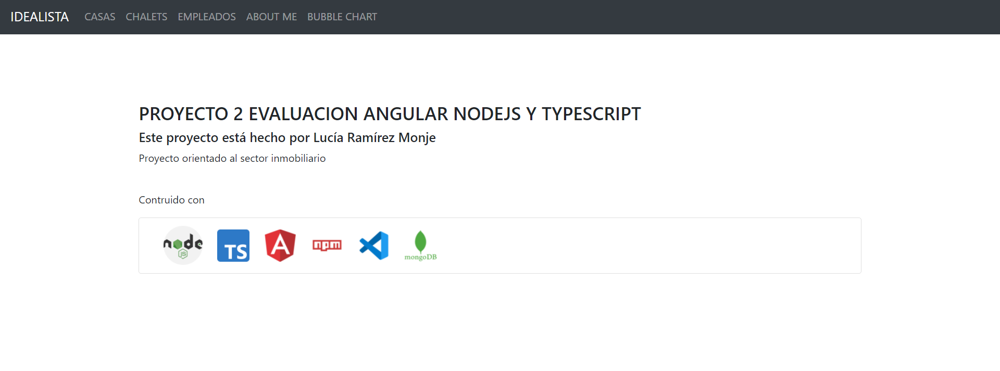 IDEALISTA CASAS CHALETS EMPLEADOS ABOUT ME BUBBLE CHART
PROYECTO 2 EVALUACION ANGULAR NODEJS Y TYPESCRIPT
Este proyecto está hecho por Lucía Ramírez Monje
Proyecto orientado al sector inmobiliario
Contruido con
node JS TS A npm mongoDB